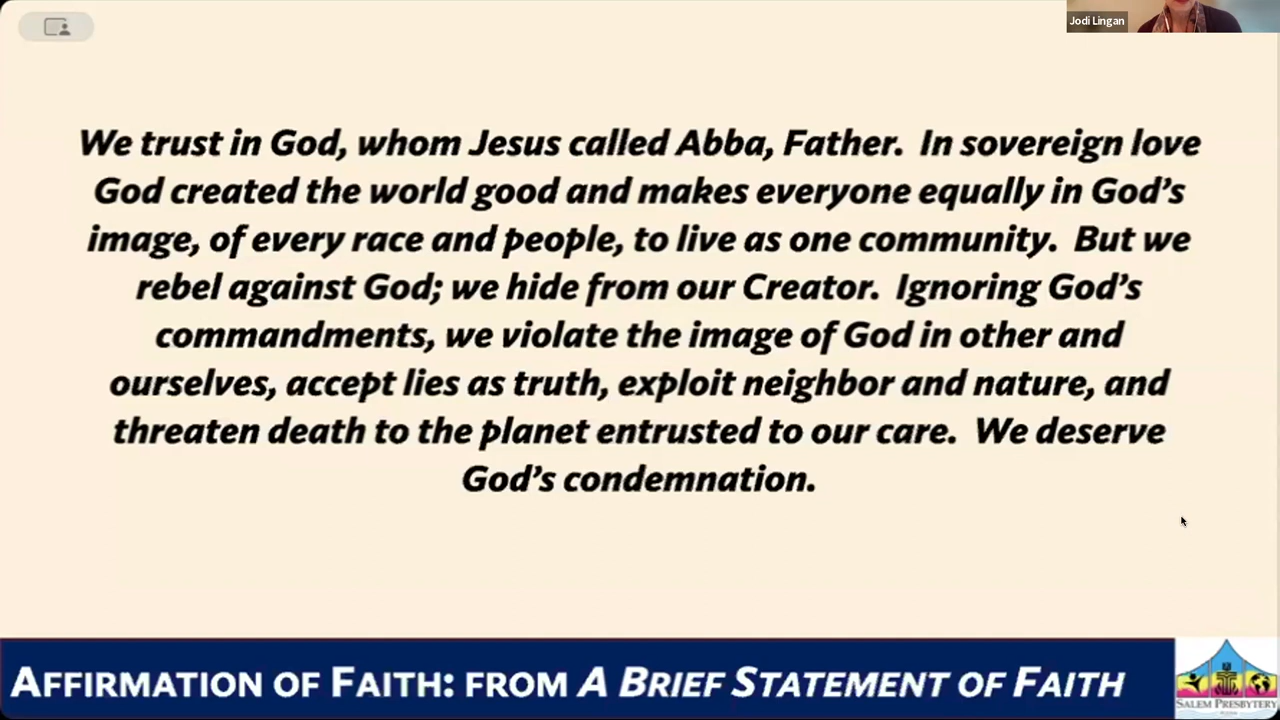 Jodi Lingan
We trust in God, whom Jesus called Abba, Father. In sovereign love
God created the world good and makes everyone equally in God's
image, of every race and people, to live as one community. But we
rebel against God; we hide from our Creator. Ignoring God's
commandments, we violate the image of God in other and
ourselves, accept lies as truth, exploit neighbor and nature, and
threaten death to the planet entrusted to our care. We deserve
God's condemnation.
AFFIRMATION OF FAITH: FROM A BRIEF STATEMENT OF FAITH
SALEM PRESBYTERY